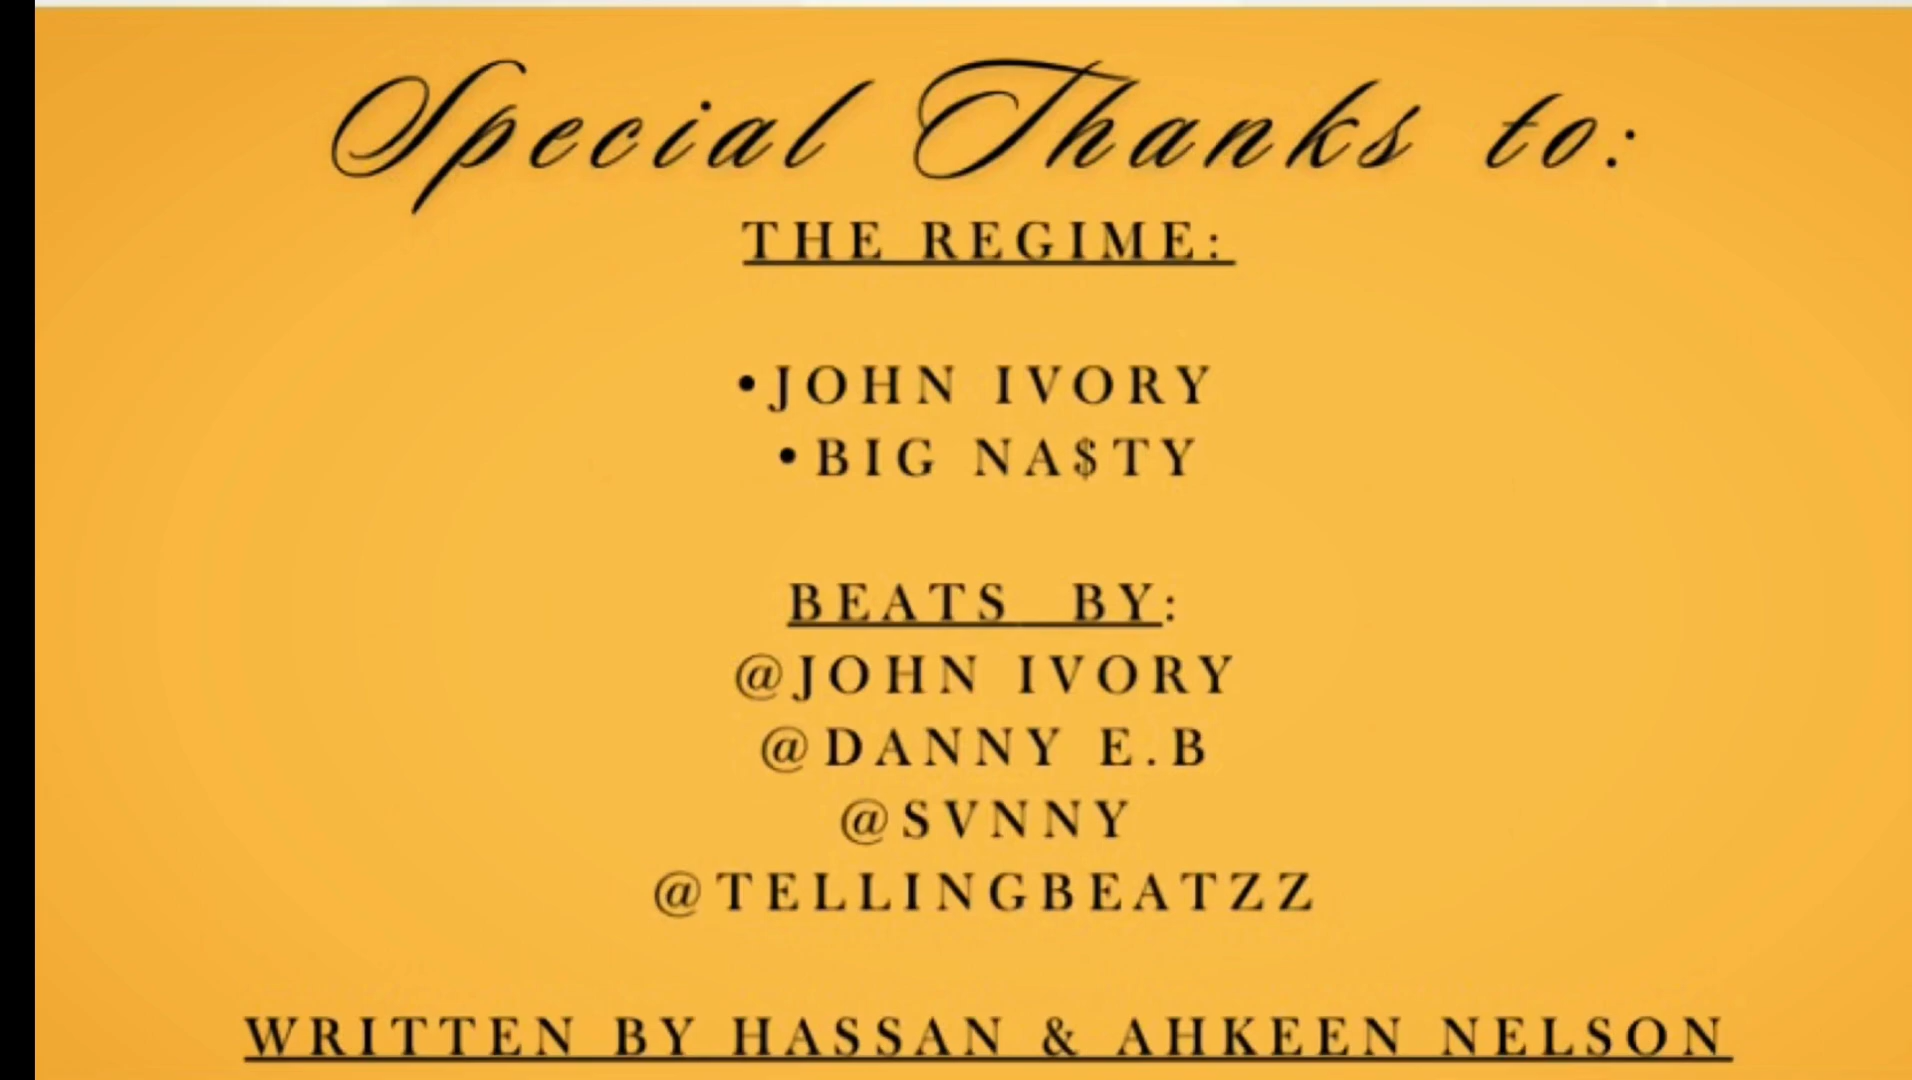 Special Thanks to:
THE REGIME:
•JOHN IVORY
•BIG NA$TY
BEATS BY:
@JOHN IVORY
@DANNY E.B
@SVNNY
@TELLINGBEATZZ
WRITTEN BY HASSAN & AHKEEN NELSON